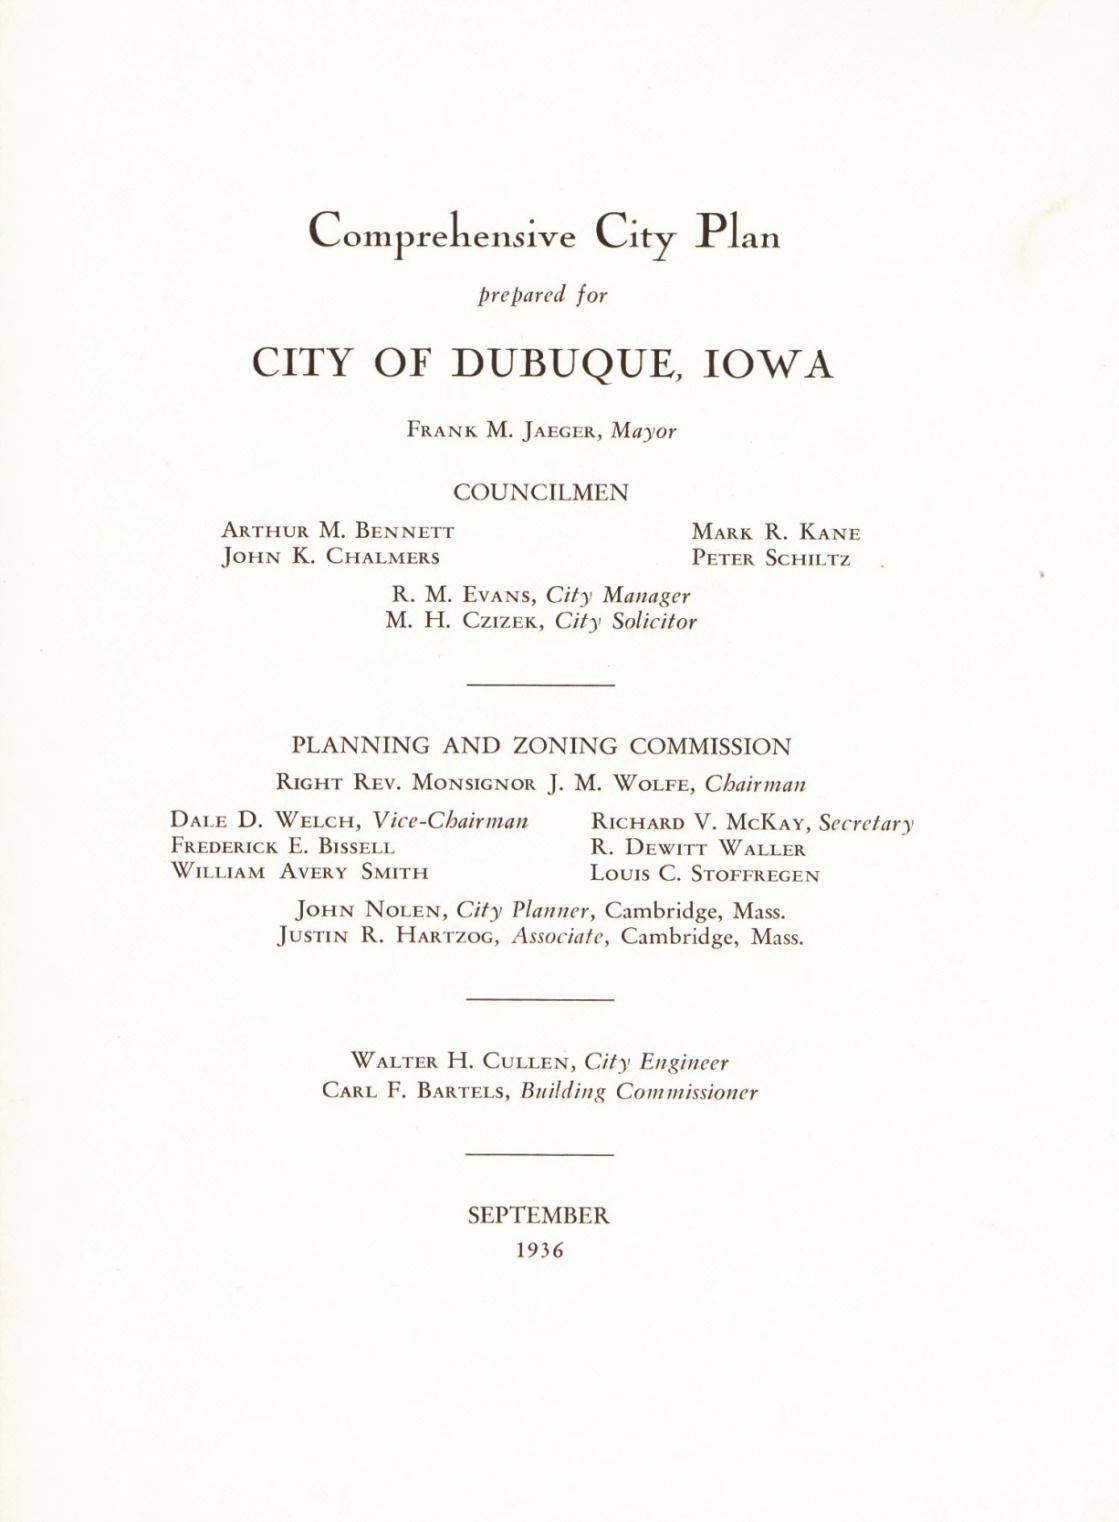 Comprehensive City Plan
prepared for
CITY OF DUBUQUE, IOWA
FRANK M. JAEGER, Mayor
COUNCILMEN
ARTHUR M. BENNETT MARK R. KANE
JOHN K. CHALMERS PETER SCHILTZ
R. M. EVANS, City Manager
M. H. CZIZEK, City Solicitor
PLANNING AND ZONING COMMISSION
RIGHT REV. MONSIGNOR J. M. WOLFE, Chairman
DALE D. WELCH, Vice-Chairman RICHARD V. MCKAY, Secretary
FREDERICK E. BISSELL R. DEWITT WALLER
WILLIAM AVERY SMITH LOUIS C. STOFFREGEN
JOHN NOLEN, City Planner, Cambridge, Mass.
JUSTIN R. HARTZOG, Associate, Cambridge, Mass.
WALTER H. CULLEN, City Engineer
CARL F. BARTELS, Building Commissioner
SEPTEMBER
1936